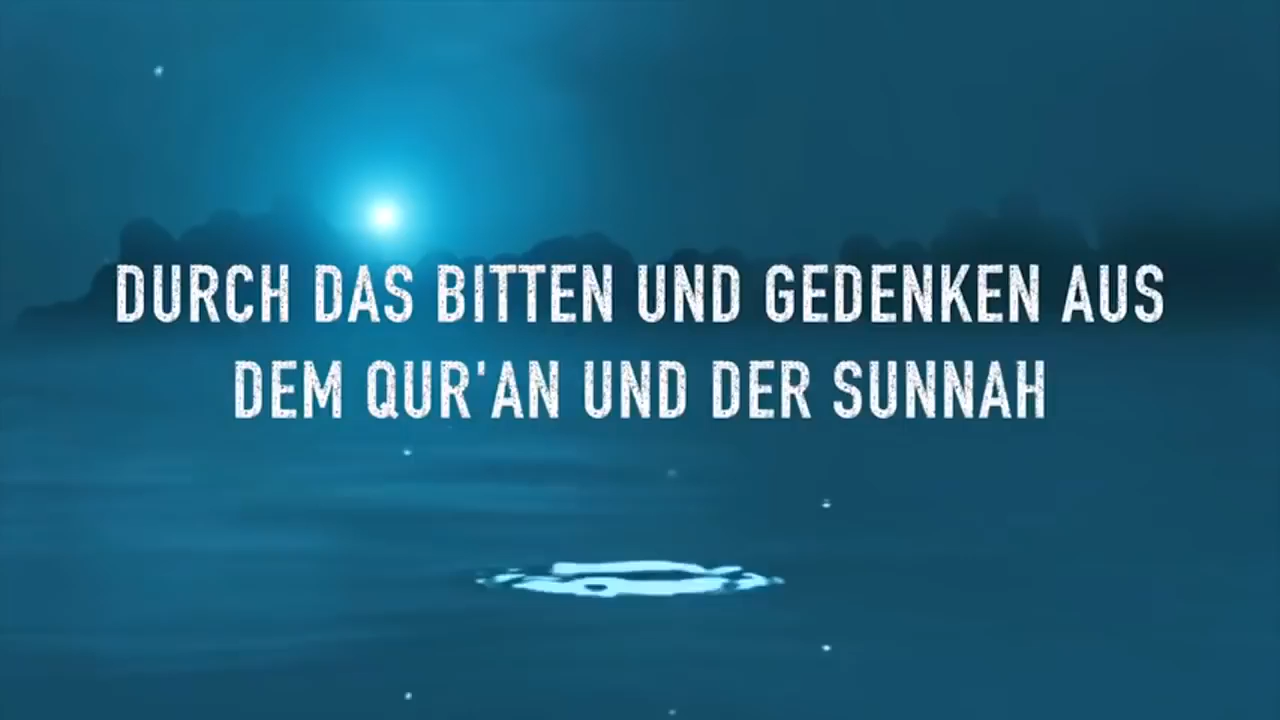 DURCH DAS BITTEN UND GEDENKEN AUS
DEM QUR'AN UND DER SUNNAH